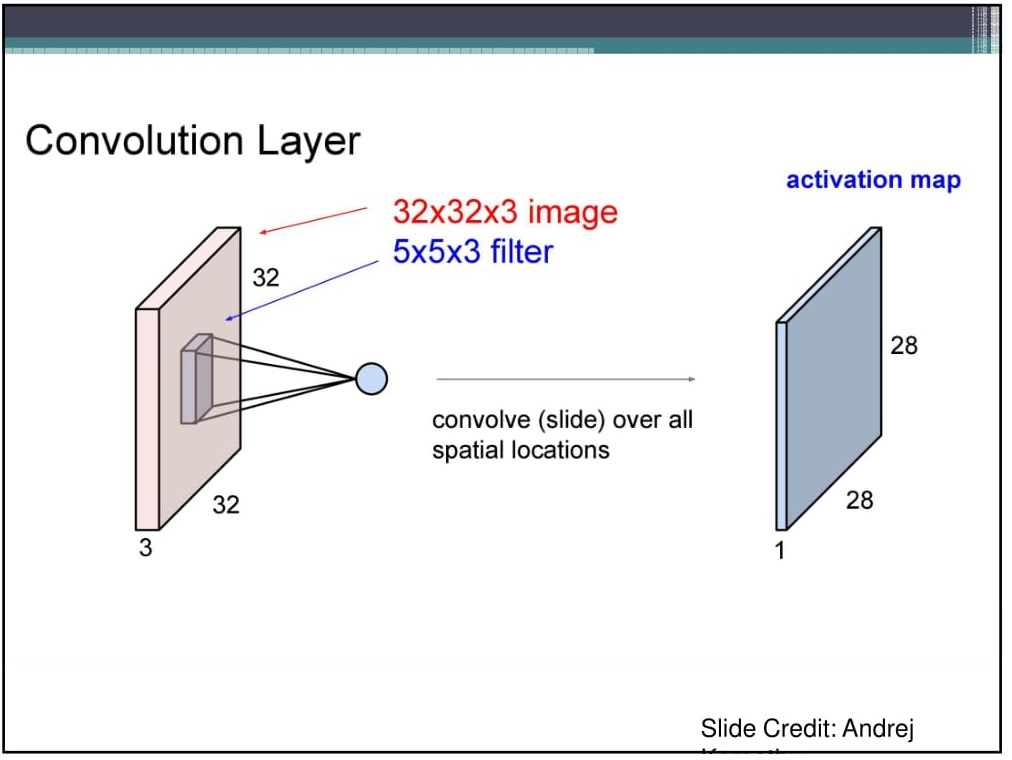 Convolution Layer
activation map
32x32x3 image
5x5x3 filter
32
28
convolve (slide) over all
spatial locations
32
28
3
1
Slide Credit: Andrej